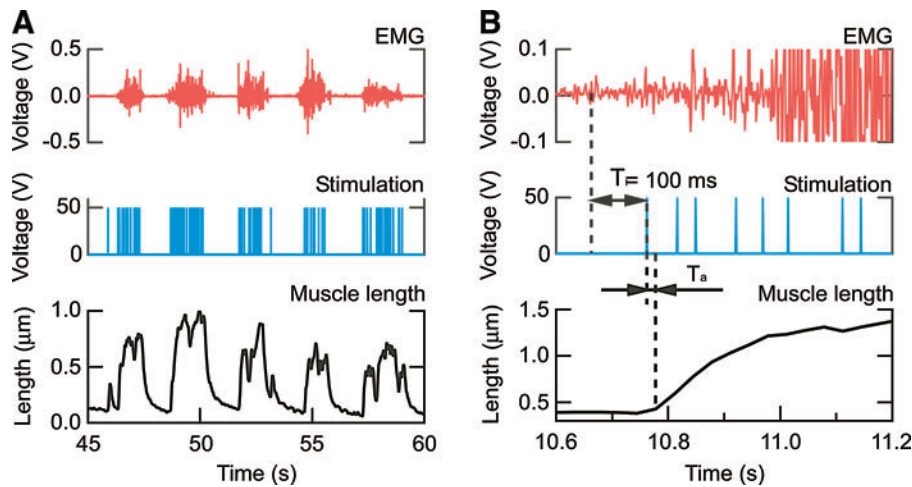 A
EMG
Voltage (V)
0.5
0.0
-0.5
Stimulation
Voltage (V)
50
0
Muscle length
Length (μm)
1.0
0.5
0.0
45 50 55 60
Time (s)
B
EMG
Voltage (V)
0.1
0.0
-0.1
Stimulation
Voltage (V)
50
0
Tl= 100 ms
Ta
Muscle length
Length (μm)
1.5
1.0
0.5
10.6 10.8 11.0 11.2
Time (s)